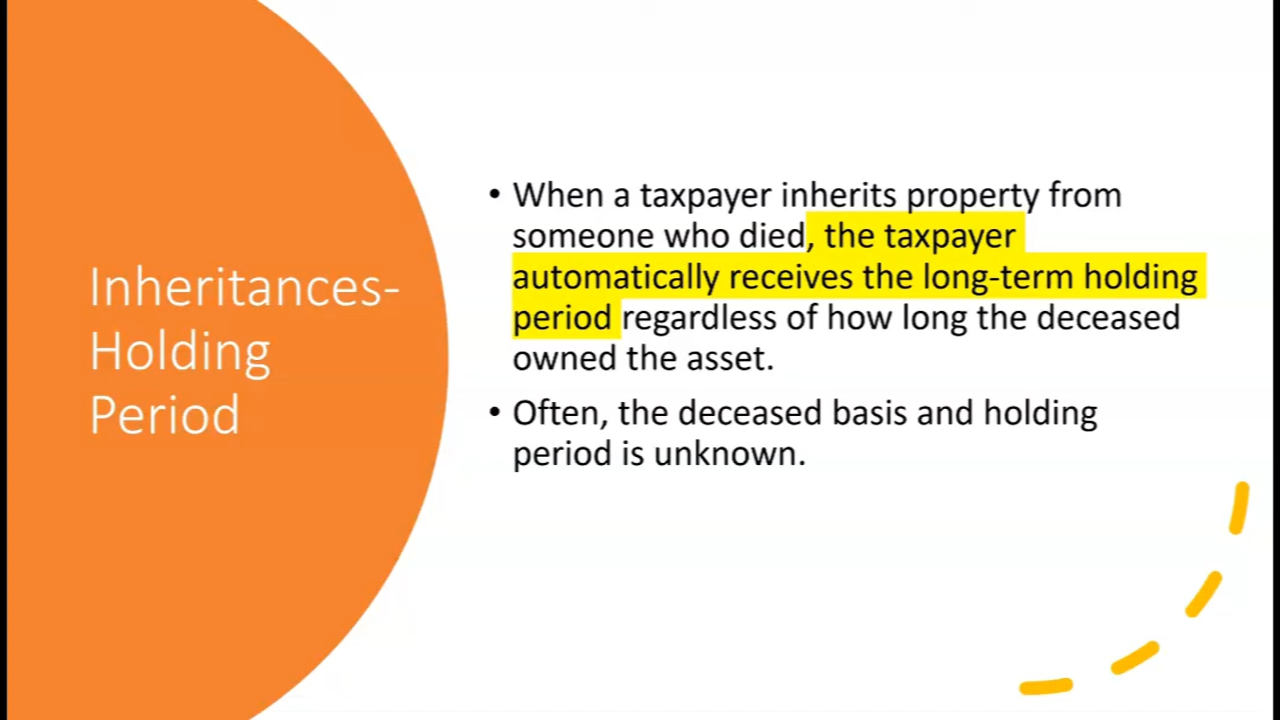 Inheritances-
Holding
Period
• When a taxpayer inherits property from
someone who died, the taxpayer
automatically receives the long-term holding
period regardless of how long the deceased
owned the asset.
• Often, the deceased basis and holding
period is unknown.